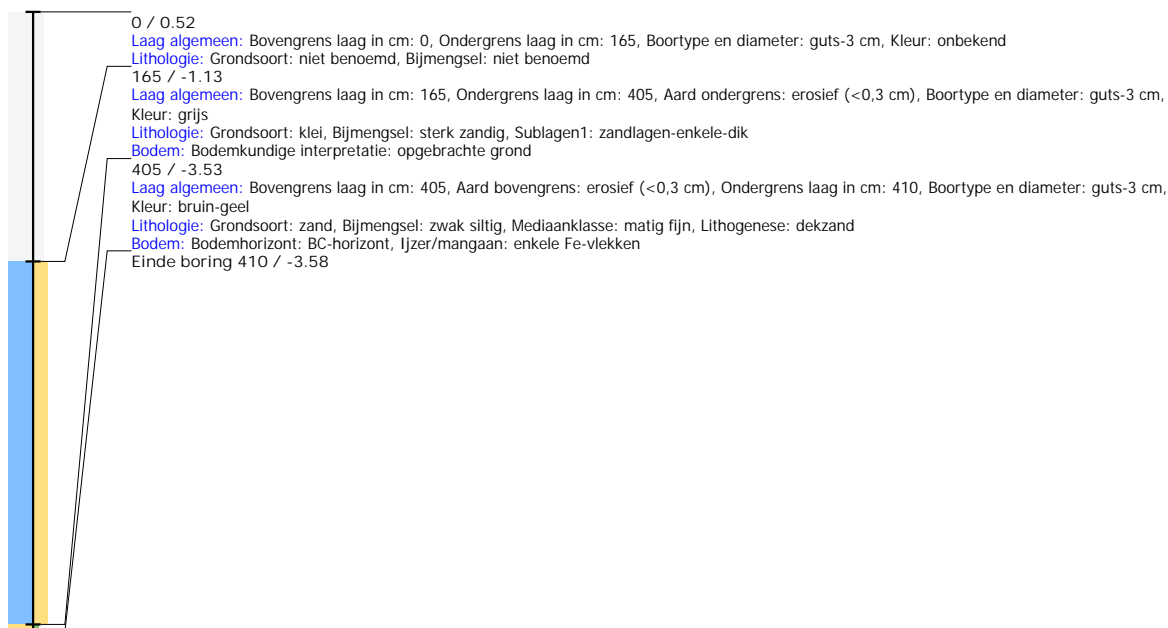 0 / 0.52
Laag algemeen: Bovengrens laag in cm: 0, Ondergrens laag in cm: 165, Boortype en diameter: guts-3 cm, Kleur: onbekend
Lithologie: Grondsoort: niet benoemd, Bijmengsel: niet benoemd
165 / -1.13
Laag algemeen: Bovengrens laag in cm: 165, Ondergrens laag in cm: 405, Aard ondergrens: erosief (<0,3 cm), Boortype en diameter: guts-3 cm,
Kleur: grijs
Lithologie: Grondsoort: klei, Bijmengsel: sterk zandig, Sublagen1: zandlagen-enkele-dik
Bodem: Bodemkundige interpretatie: opgebrachte grond
405 / -3.53
Laag algemeen: Bovengrens laag in cm: 405, Aard bovengrens: erosief (<0,3 cm), Ondergrens laag in cm: 410, Boortype en diameter: guts-3 cm,
Kleur: bruin-geel
Lithologie: Grondsoort: zand, Bijmengsel: zwak siltig, Mediaanklasse: matig fijn, Lithogenese: dekzand
Bodem: Bodemhorizont: BC-horizont, Ijzer/mangaan: enkele Fe-vlekken
Einde boring 410 / -3.58